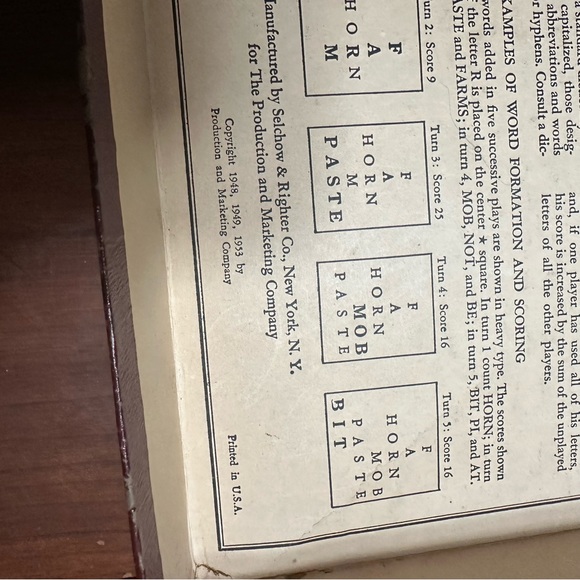 capitalized, those desig-
abbreviations and words
or hyphens. Consult a dic-
and, if one player has used all of his letters,
his score is increased by the sum of the unplayed
letters of all the other players.
EXAMPLES OF WORD FORMATION AND SCORING
words added in five successive plays are shown in heavy type. The scores shown
the letter R is placed on the center ★ square. In turn 1 count HORN; in turn
PASTE and FARMS; in turn 4, MOB, NOT, and BE; in turn 5, BIT, PI, and AT.
Turn 2: Score 9
F
A
HORN
M
Turn 3: Score 25
F
A
HORN
M
PASTE
Turn 4: Score 16
F
A
HORN
MOB
PASTE
Turn 5: Score 16
F
A
HORN
MOB
PASTE
BIT
Manufactured by Selchow & Righter Co., New York, N. Y.
for The Production and Marketing Company
Copyright 1948, 1949, 1953 by
Production and Marketing Company
Printed in U.S.A.